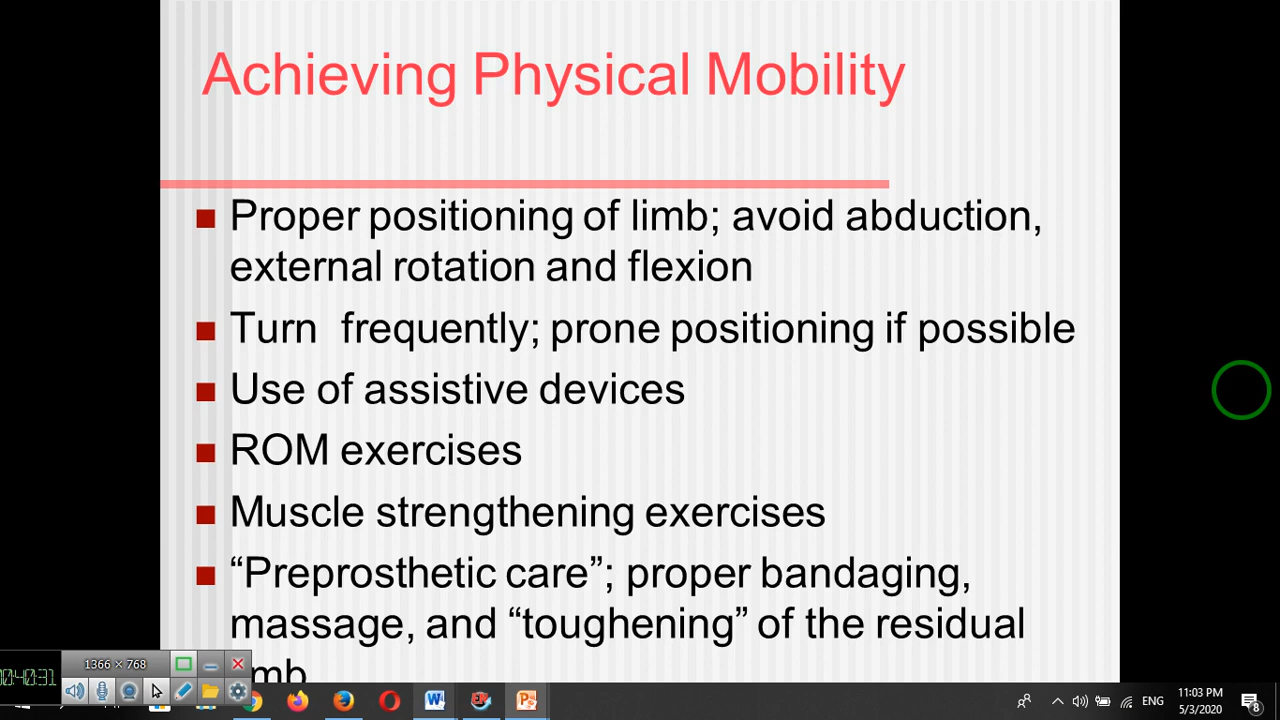 Achieving Physical Mobility
Proper positioning of limb; avoid abduction,
external rotation and flexion
Turn  frequently; prone positioning if possible
Use of assistive devices
ROM exercises
Muscle strengthening exercises
“Preprosthetic care”; proper bandaging,
massage, and “toughening” of the residual
1366 × 768
ENG
11:03 PM
5/3/2020
8